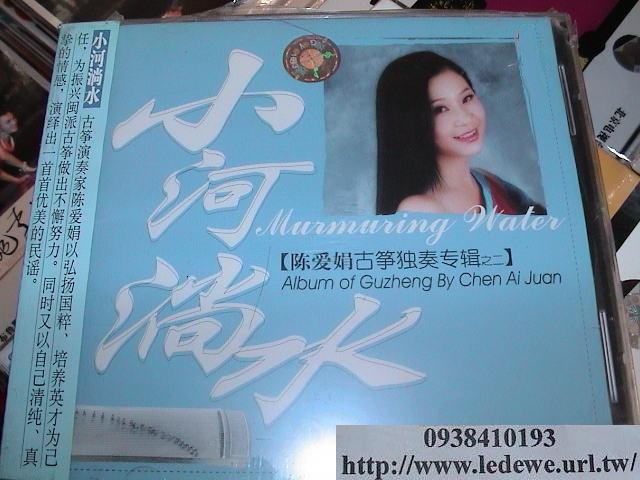 小河淌水
古筝演奏家陈爱娟以弘扬国粹、培养英才为己
任，为振兴闽派古筝做出不懈努力。同时又以自己清纯、真
挚的情感，演绎出一首首优美的民谣。
小河淌水
Murmuring Water
【陈爱娟古筝独奏专辑之二】
Album of Guzheng By Chen Ai Juan
0938410193
http://www.ledewe.url.tw/